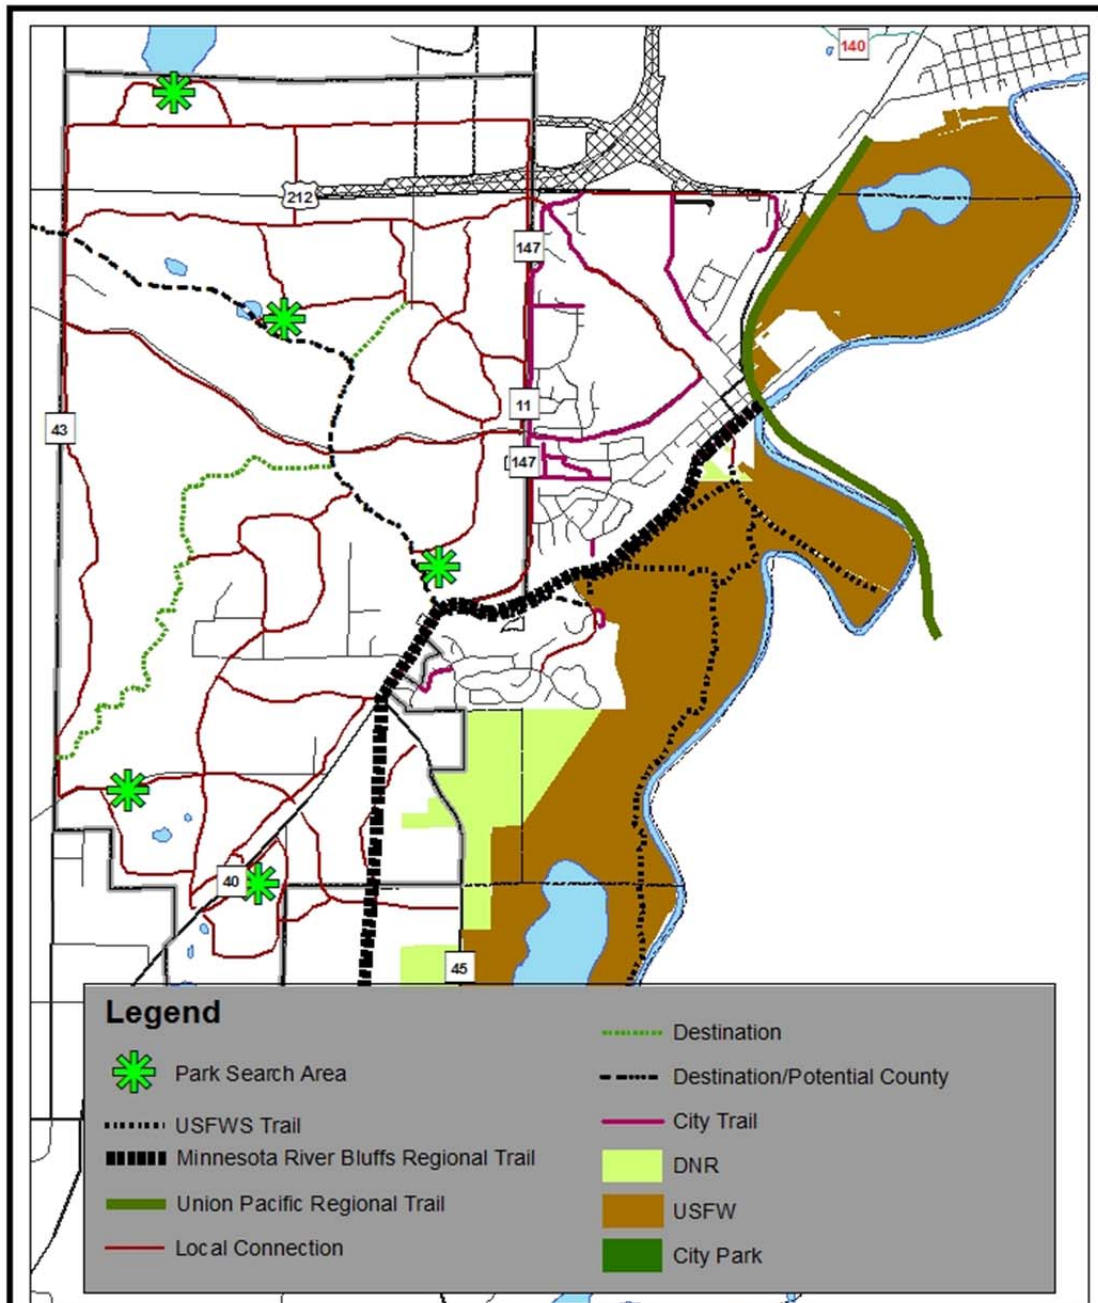 140
212
147
11
43
147
40
45
Legend
Park Search Area
USFWS Trail
Minnesota River Bluffs Regional Trail
Union Pacific Regional Trail
Local Connection
Destination
Destination/Potential County
City Trail
DNR
USFW
City Park